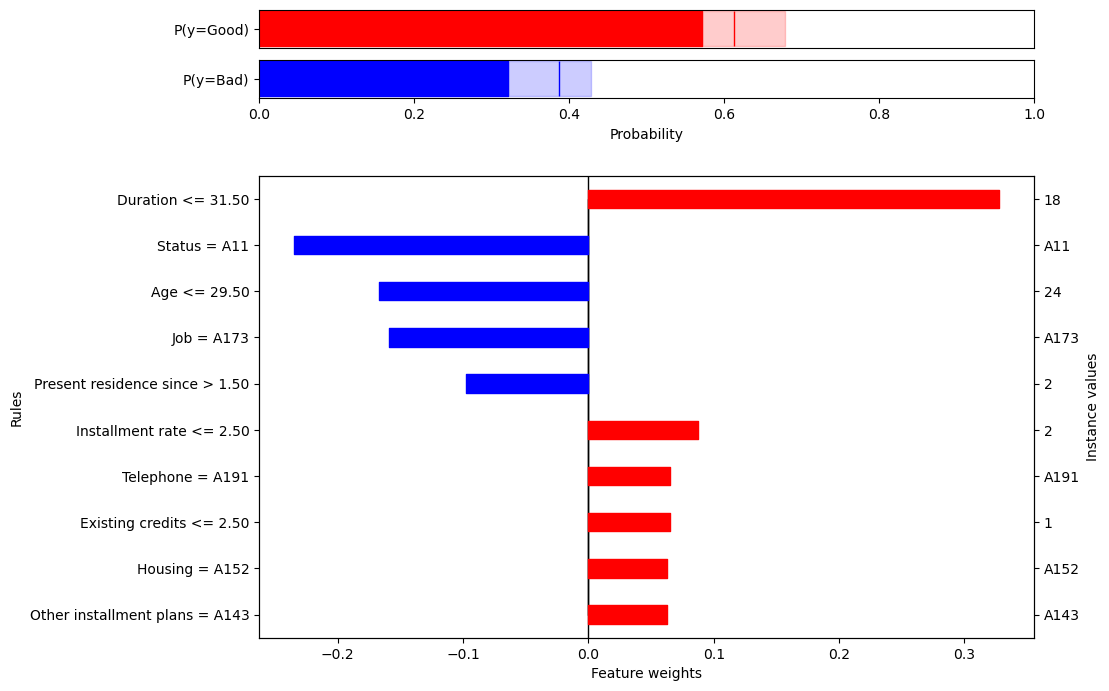 P(y=Good)
P(y=Bad)
0.0 0.2 0.4 0.6 0.8 1.0
Probability
Duration <= 31.50 18
Status = A11 A11
Age <= 29.50 24
Job = A173 A173
Present residence since > 1.50 2
Installment rate <= 2.50 2
Telephone = A191 A191
Existing credits <= 2.50 1
Housing = A152 A152
Other installment plans = A143 A143
Rules
Instance values
−0.2 −0.1 0.0 0.1 0.2 0.3
Feature weights